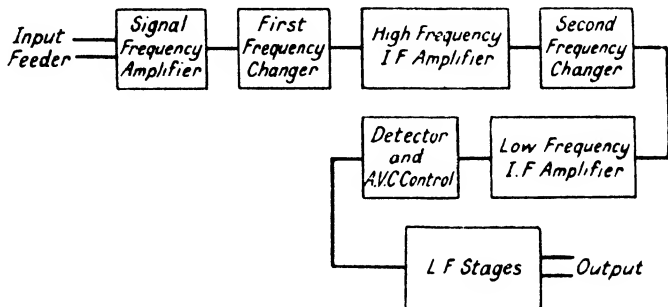 Input
Feeder
Signal
Frequency
Amplifier
First
Frequency
Changer
High Frequency
I F Amplifier
Second
Frequency
Changer
Detector
and
A.V.C Control
Low Frequency
I.F Amplifier
L F Stages
Output